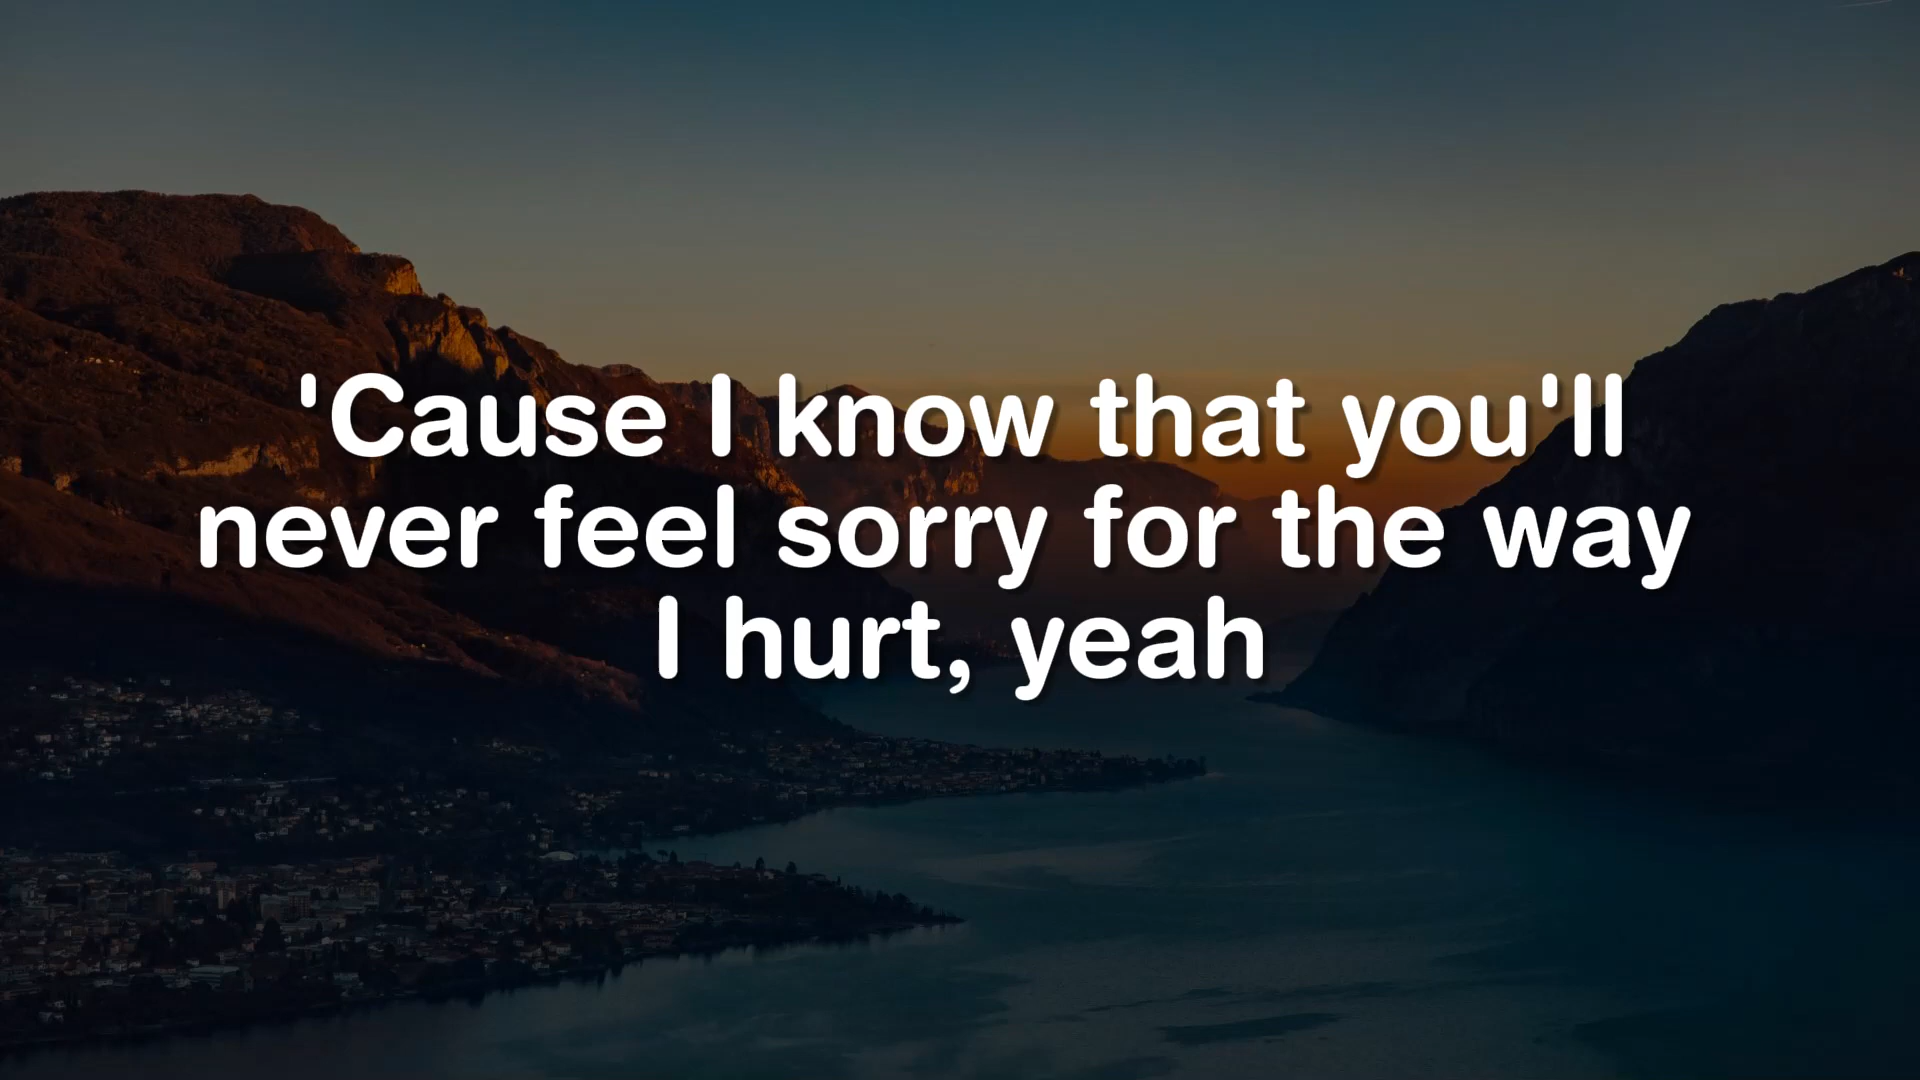 'Cause I know that you'll
never feel sorry for the way
I hurt, yeah